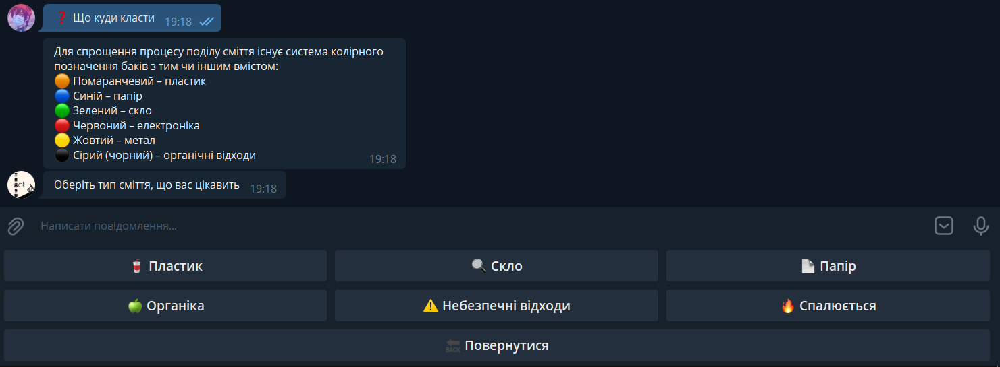 ❓ Що куди класти 19:18
Для спрощення процесу поділу сміття існує система колірного
позначення баків з тим чи іншим вмістом:
🟠 Помаранчевий – пластик
🔵 Синій – папір
🟢 Зелений – скло
🔴 Червоний – електроніка
🟡 Жовтий – метал
⚫ Сірий (чорний) – органічні відходи
19:18
TRASH
bot
Оберіть тип сміття, що вас цікавить 19:18
Написати повідомлення...
🥤 Пластик
🔍 Скло
📄 Папір
🍏 Органіка
⚠️ Небезпечні відходи
🔥 Спалюється
🔙 Повернутися